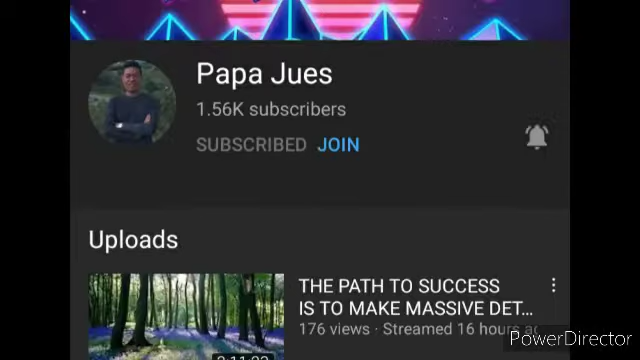 Papa Jues
1.56K subscribers
SUBSCRIBED JOIN
Uploads
THE PATH TO SUCCESS
IS TO MAKE MASSIVE DET...
176 views · Streamed 16 hours ag
PowerDirector